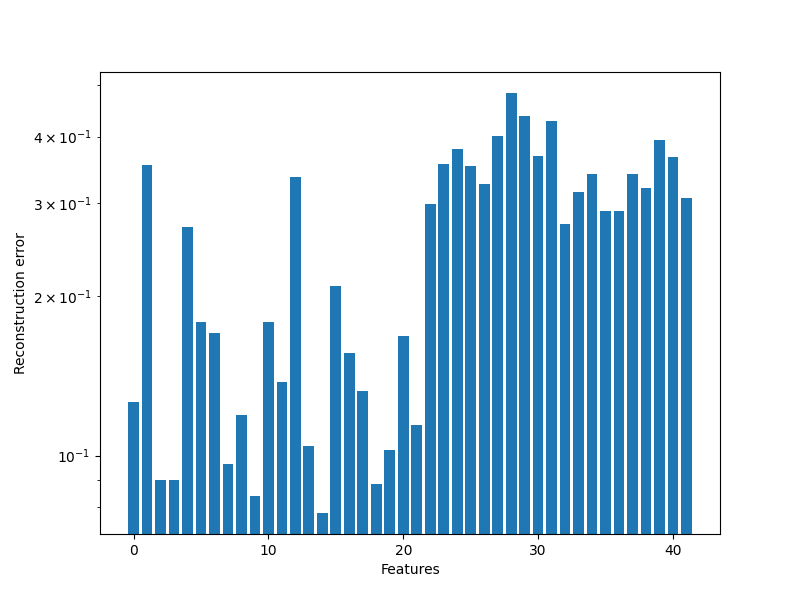 Reconstruction error
4 × 10⁻¹
3 × 10⁻¹
2 × 10⁻¹
10⁻¹
0 10 20 30 40
Features